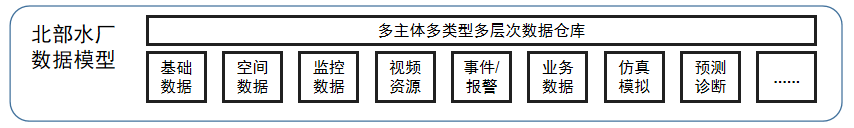 北部水厂
数据模型
多主体多类型多层次数据仓库
基础
数据
空间
数据
监控
数据
视频
资源
事件/
报警
业务
数据
仿真
模拟
预测
诊断
......